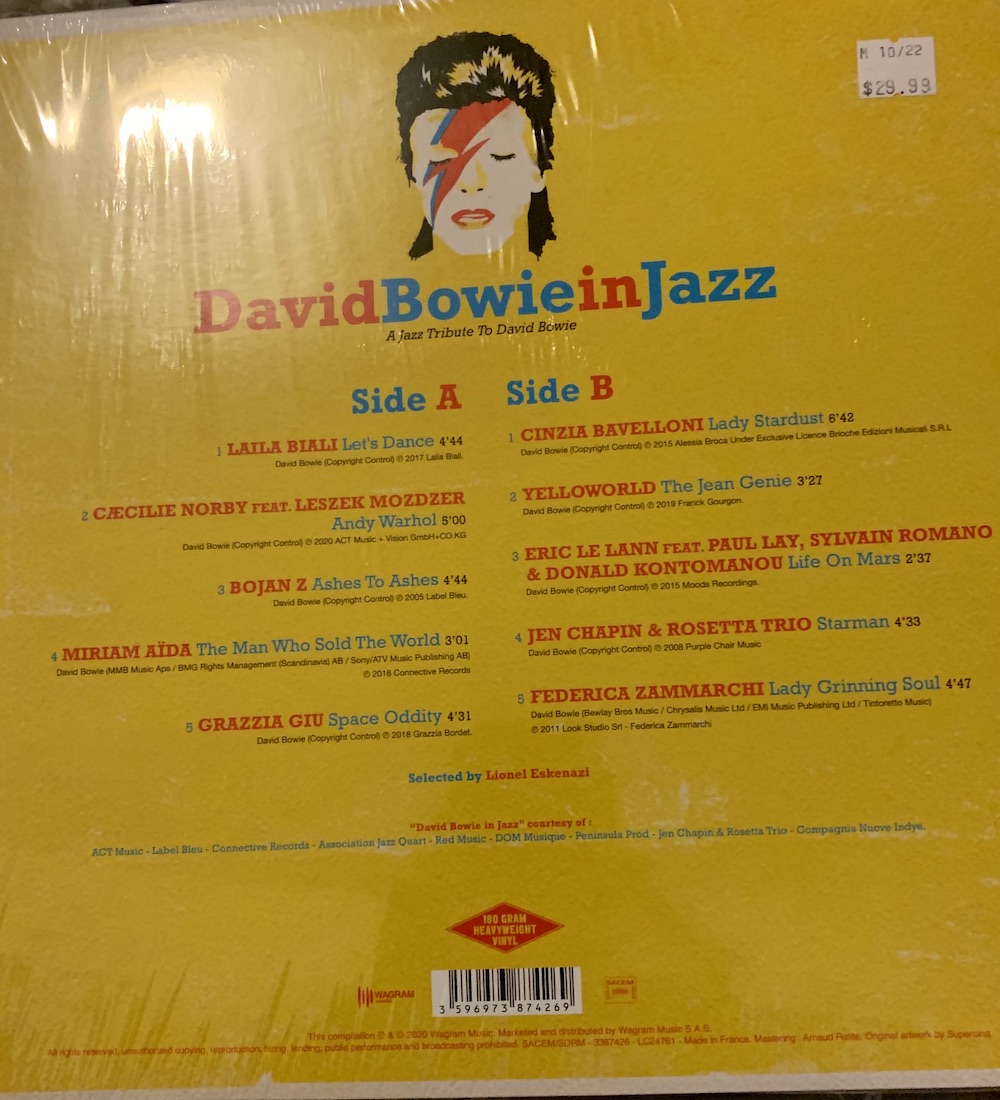 M 10/22
$29.99
DavidBowieinJazz
A Jazz Tribute To David Bowie
Side A
1 LAILA BIALI Let's Dance 4'44
David Bowie (Copyright Control) ℗ 2017 Laila Biali.
2 CÆCILIE NORBY FEAT. LESZEK MOZDZER
Andy Warhol 5'00
David Bowie (Copyright Control) ℗ 2020 ACT Music + Vision GmbH+CO.KG
3 BOJAN Z Ashes To Ashes 4'44
David Bowie (Copyright Control) ℗ 2005 Label Bleu.
4 MIRIAM AÏDA The Man Who Sold The World 3'01
David Bowie (MMB Music Aps / BMG Rights Management (Scandinavia) AB / Sony/ATV Music Publishing AB)
℗ 2018 Connective Records
5 GRAZZIA GIU Space Oddity 4'31
David Bowie (Copyright Control) ℗ 2018 Grazzia Bordet.
Side B
1 CINZIA BAVELLONI Lady Stardust 6'42
David Bowie (Copyright Control) ℗ 2015 Alessia Broca Under Exclusive Licence Brioche Edizioni Musicali S.R.L
2 YELLOWORLD The Jean Genie 3'27
David Bowie (Copyright Control) ℗ 2019 Franck Gourgon.
3 ERIC LE LANN FEAT. PAUL LAY, SYLVAIN ROMANO
& DONALD KONTOMANOU Life On Mars 2'37
David Bowie (Copyright Control) ℗ 2015 Moods Recordings.
4 JEN CHAPIN & ROSETTA TRIO Starman 4'33
David Bowie (Copyright Control) ℗ 2008 Purple Chair Music
5 FEDERICA ZAMMARCHI Lady Grinning Soul 4'47
David Bowie (Bewlay Bros Music / Chrysalis Music Ltd / EMI Music Publishing Ltd / Tintoretto Music)
℗ 2011 Look Studio Srl - Federica Zammarchi
Selected by Lionel Eskenazi
"David Bowie in Jazz" courtesy of :
ACT Music - Label Bleu - Connective Records - Association Jazz Quart - Red Music - DOM Musique - Peninsula Prod - Jen Chapin & Rosetta Trio - Compagnia Nuove Indye.
180 GRAM
HEAVYWEIGHT
VINYL
WAGRAM
3 596973 874269
SACEM
This compilation ℗ & © 2020 Wagram Music. Marketed and distributed by Wagram Music S.A.S.
All rights reserved, unauthorized copying, reproduction, hiring, lending, public performance and broadcasting prohibited. SACEM/SDRM - 3387426 - LC24761 - Made in France. Mastering : Arnaud Original artwork by